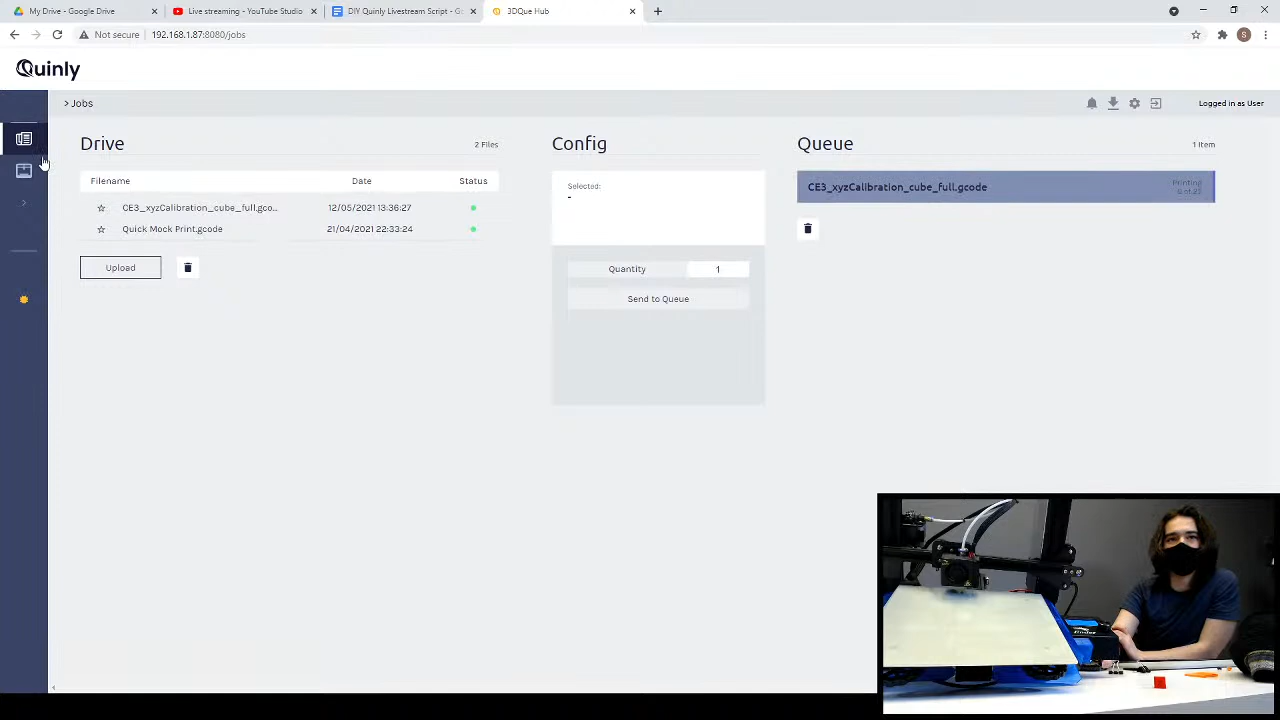 My Drive - Google Drive
Live streaming - YouTube Studio
DIY Quinly Livestream Script - G
3DQue Hub
Not secure
192.168.1.87:8080/jobs
S
Quinly
> Jobs
Logged in as User
Drive
2 Files
Filename
Date
Status
CE3_xyzCalibration_cube_full.gco...
12/05/2021 13:36:27
Quick Mock Print.gcode
21/04/2021 22:33:24
Upload
Config
Selected:
-
Quantity
1
Send to Queue
Queue
1 Item
CE3_xyzCalibration_cube_full.gcode
Printing